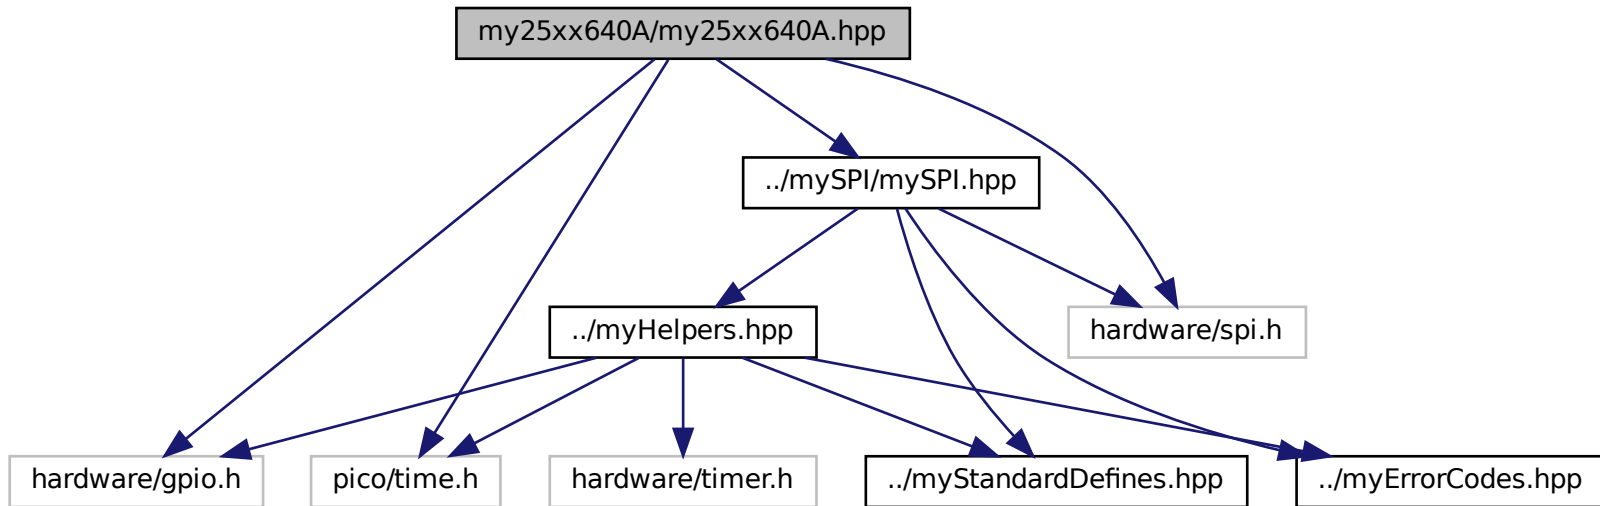 my25xx640A/my25xx640A.hpp
../mySPI/mySPI.hpp
../myHelpers.hpp
hardware/spi.h
hardware/gpio.h
pico/time.h
hardware/timer.h
../myStandardDefines.hpp
../myErrorCodes.hpp